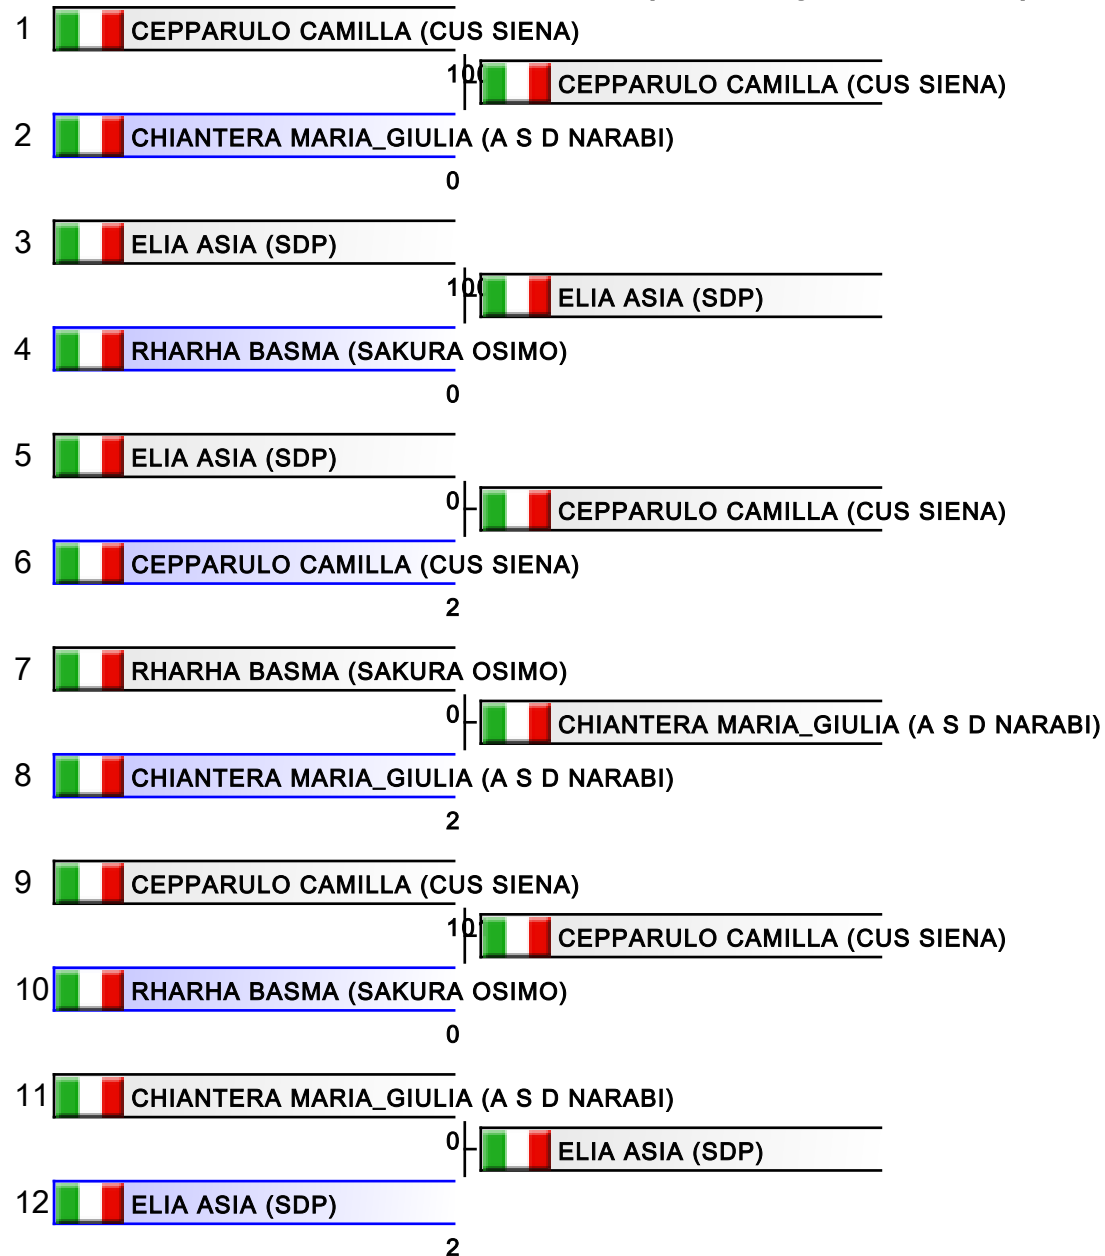 1 CEPPARULO CAMILLA (CUS SIENA)
100 CEPPARULO CAMILLA (CUS SIENA)
2 CHIANTERA MARIA_GIULIA (A S D NARABI)
0
3 ELIA ASIA (SDP)
100 ELIA ASIA (SDP)
4 RHARHA BASMA (SAKURA OSIMO)
0
5 ELIA ASIA (SDP)
0 CEPPARULO CAMILLA (CUS SIENA)
6 CEPPARULO CAMILLA (CUS SIENA)
2
7 RHARHA BASMA (SAKURA OSIMO)
0 CHIANTERA MARIA_GIULIA (A S D NARABI)
8 CHIANTERA MARIA_GIULIA (A S D NARABI)
2
9 CEPPARULO CAMILLA (CUS SIENA)
CEPPARULO CAMILLA (CUS SIENA)
10 RHARHA BASMA (SAKURA OSIMO)
0
11 CHIANTERA MARIA_GIULIA (A S D NARABI)
0 ELIA ASIA (SDP)
12 ELIA ASIA (SDP)
2